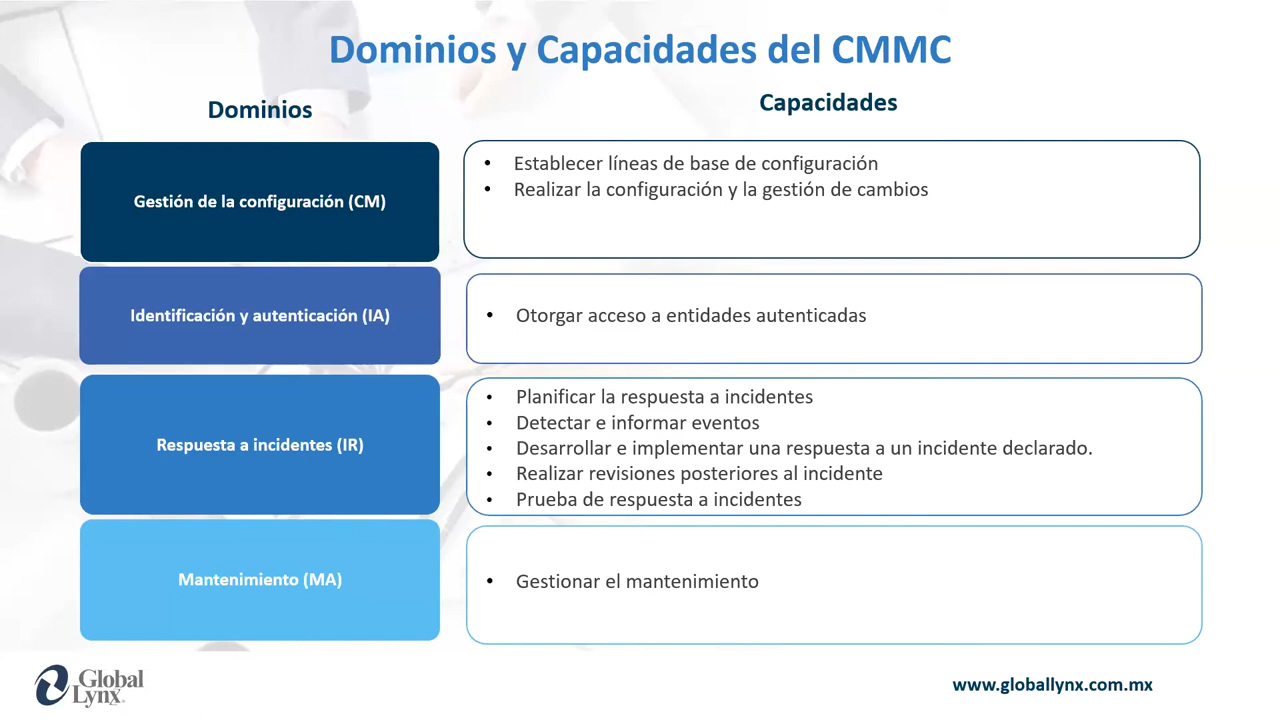 Dominios y Capacidades del CMMC
Dominios
Capacidades
Gestión de la configuración (CM)
• Establecer líneas de base de configuración
• Realizar la configuración y la gestión de cambios
Identificación y autenticación (IA)
• Otorgar acceso a entidades autenticadas
Respuesta a incidentes (IR)
• Planificar la respuesta a incidentes
• Detectar e informar eventos
• Desarrollar e implementar una respuesta a un incidente declarado.
• Realizar revisiones posteriores al incidente
• Prueba de respuesta a incidentes
Mantenimiento (MA)
• Gestionar el mantenimiento
Global
Lynx
www.globallynx.com.mx